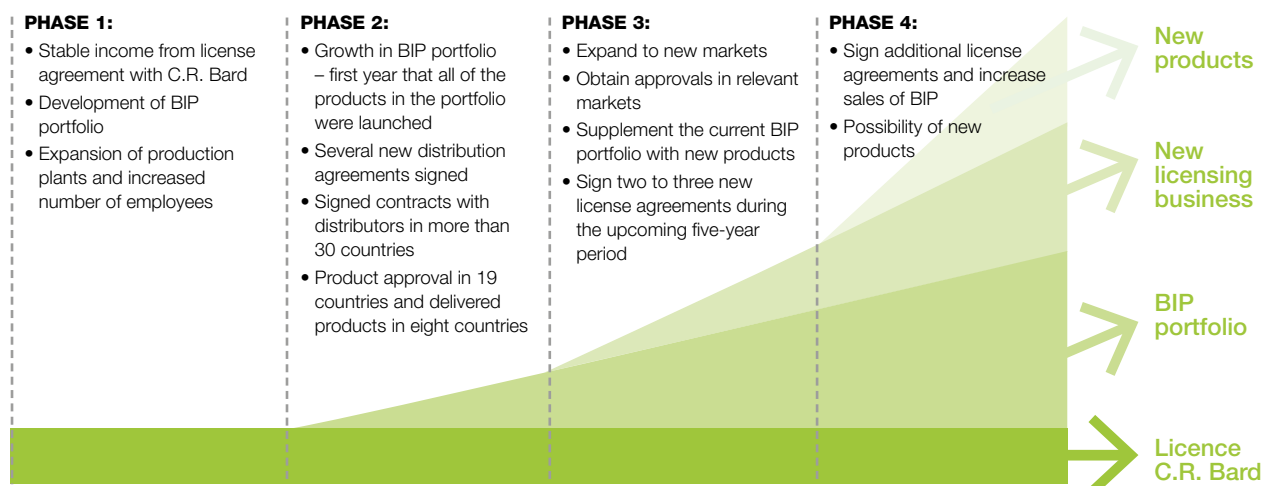 PHASE 1:
• Stable income from license
agreement with C.R. Bard
• Development of BIP
portfolio
• Expansion of production
plants and increased
number of employees
PHASE 2:
• Growth in BIP portfolio
– first year that all of the
products in the portfolio
were launched
• Several new distribution
agreements signed
• Signed contracts with
distributors in more than
30 countries
• Product approval in 19
countries and delivered
products in eight countries
PHASE 3:
• Expand to new markets
• Obtain approvals in relevant
markets
• Supplement the current BIP
portfolio with new products
• Sign two to three new
license agreements during
the upcoming five-year
period
PHASE 4:
• Sign additional license
agreements and increase
sales of BIP
• Possibility of new
products
New
products
New
licensing
business
BIP
portfolio
Licence
C.R. Bard